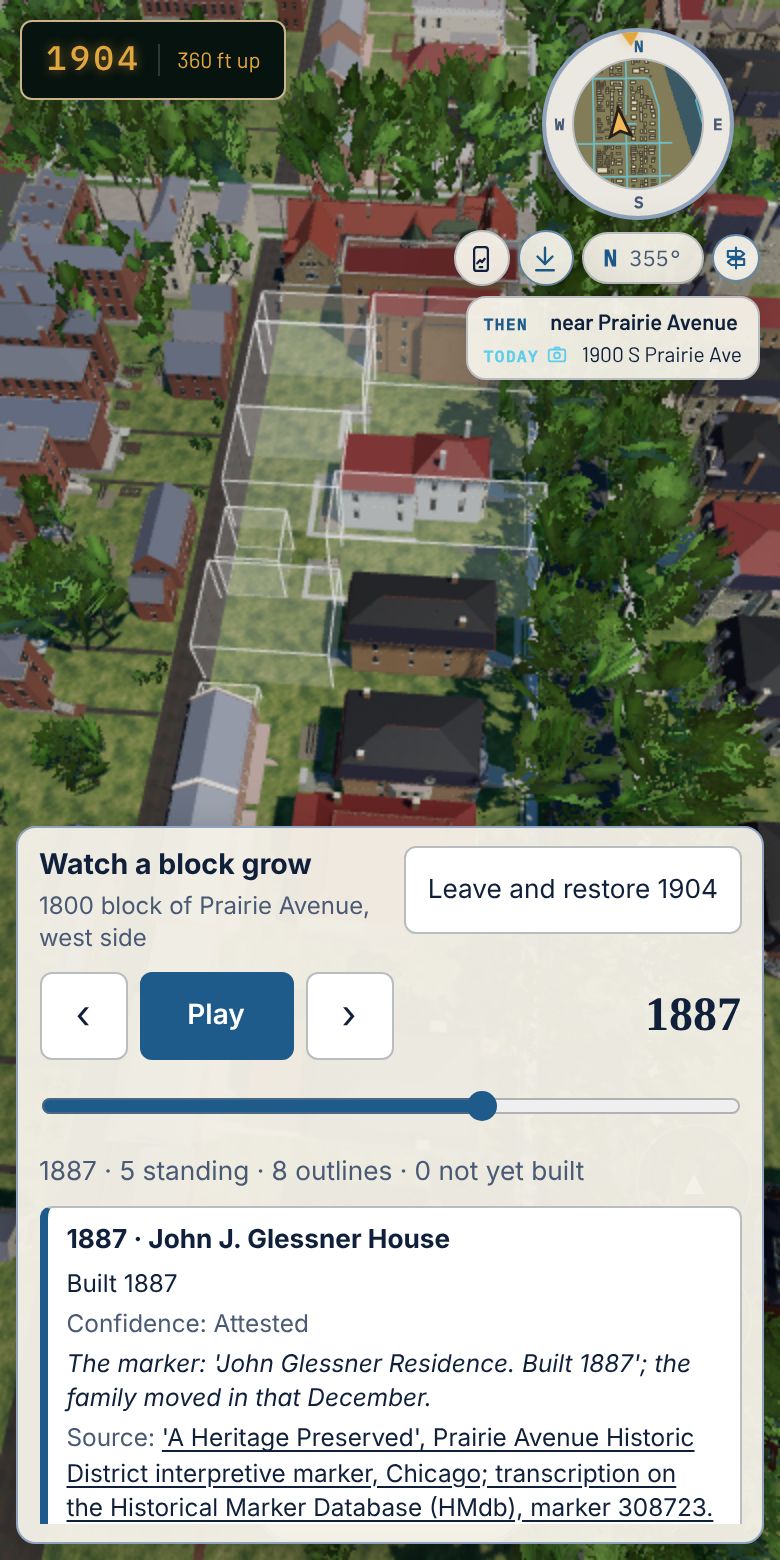 1904 360 ft up
N
W E
S
N 355°
THEN near Prairie Avenue
TODAY 1900 S Prairie Ave
Watch a block grow
Leave and restore 1904
1800 block of Prairie Avenue,
west side
‹ Play › 1887
1887 · 5 standing · 8 outlines · 0 not yet built
1887 · John J. Glessner House
Built 1887
Confidence: Attested
The marker: 'John Glessner Residence. Built 1887'; the
family moved in that December.
Source: 'A Heritage Preserved', Prairie Avenue Historic
District interpretive marker, Chicago; transcription on
the Historical Marker Database (HMdb), marker 308723.